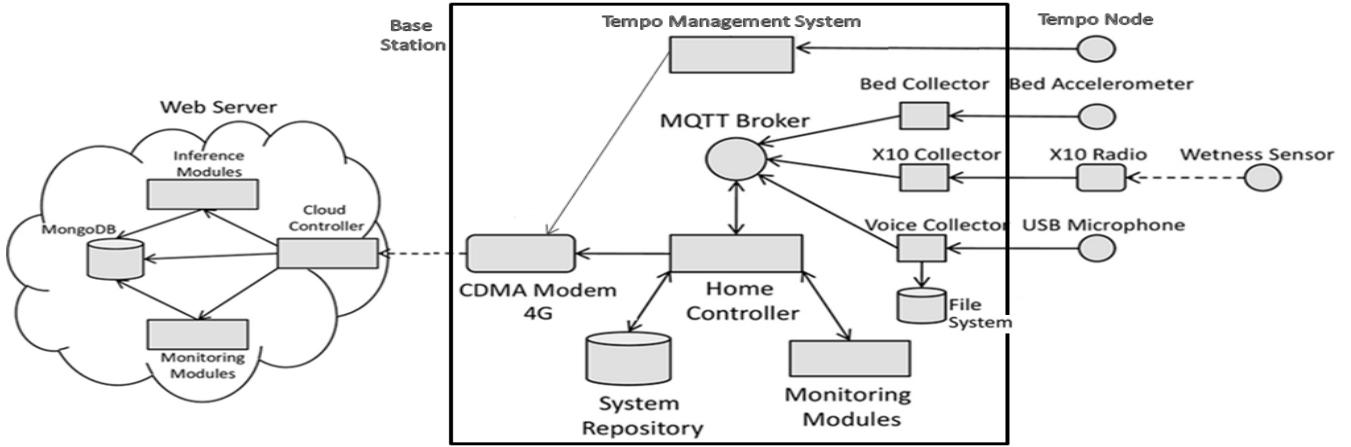 Base
Station
Tempo Management System
Tempo Node
Bed Collector
Bed Accelerometer
Web Server
MQTT Broker
Inference
Modules
X10 Collector
X10 Radio
Wetness Sensor
Cloud
Controller
MongoDB
Voice Collector
USB Microphone
CDMA Modem
4G
Home
Controller
File
System
Monitoring
Modules
System
Repository
Monitoring
Modules